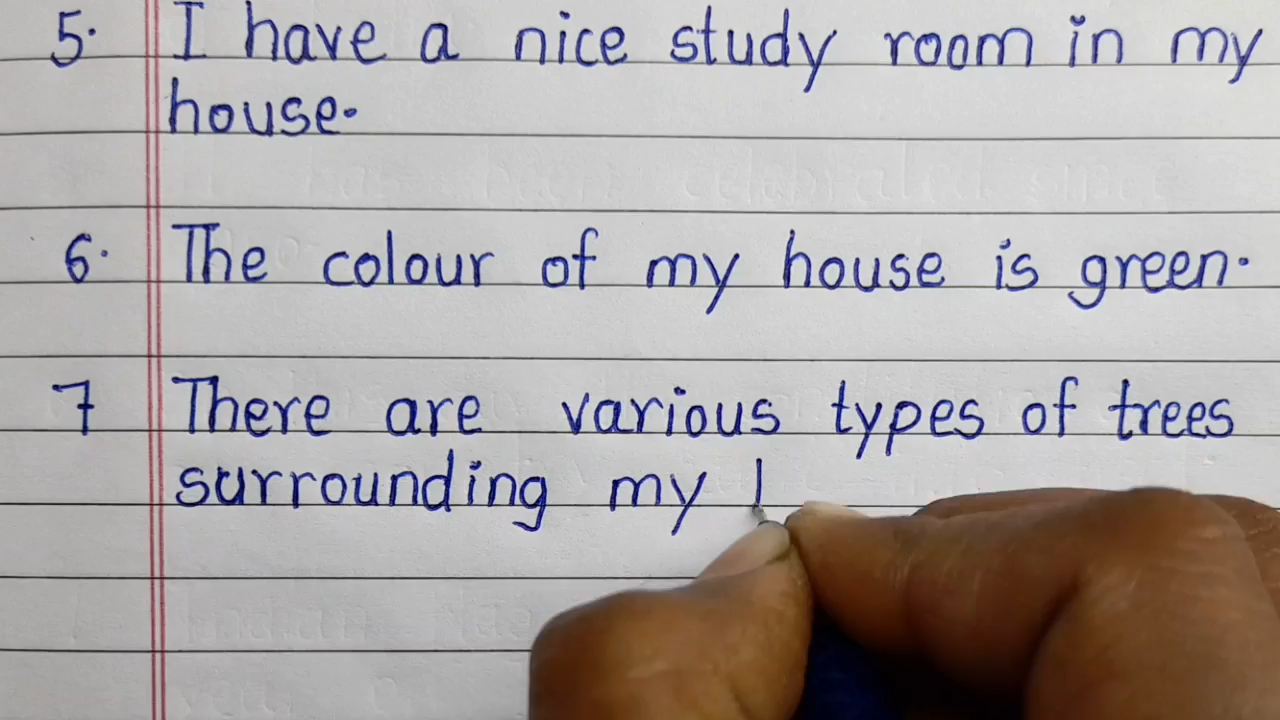 5. I have a nice study room in my
house.
6. The colour of my house is green.
7 There are various types of trees
surrounding my